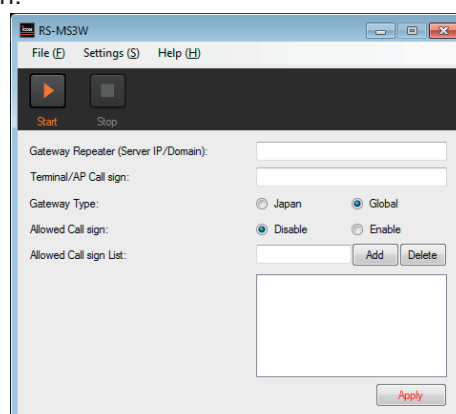 n.
RS-MS3W
File (F) Settings (S) Help (H)
Start Stop
Gateway Repeater (Server IP/Domain):
Terminal/AP Call sign:
Gateway Type: Japan Global
Allowed Call sign: Disable Enable
Allowed Call sign List: Add Delete
Apply